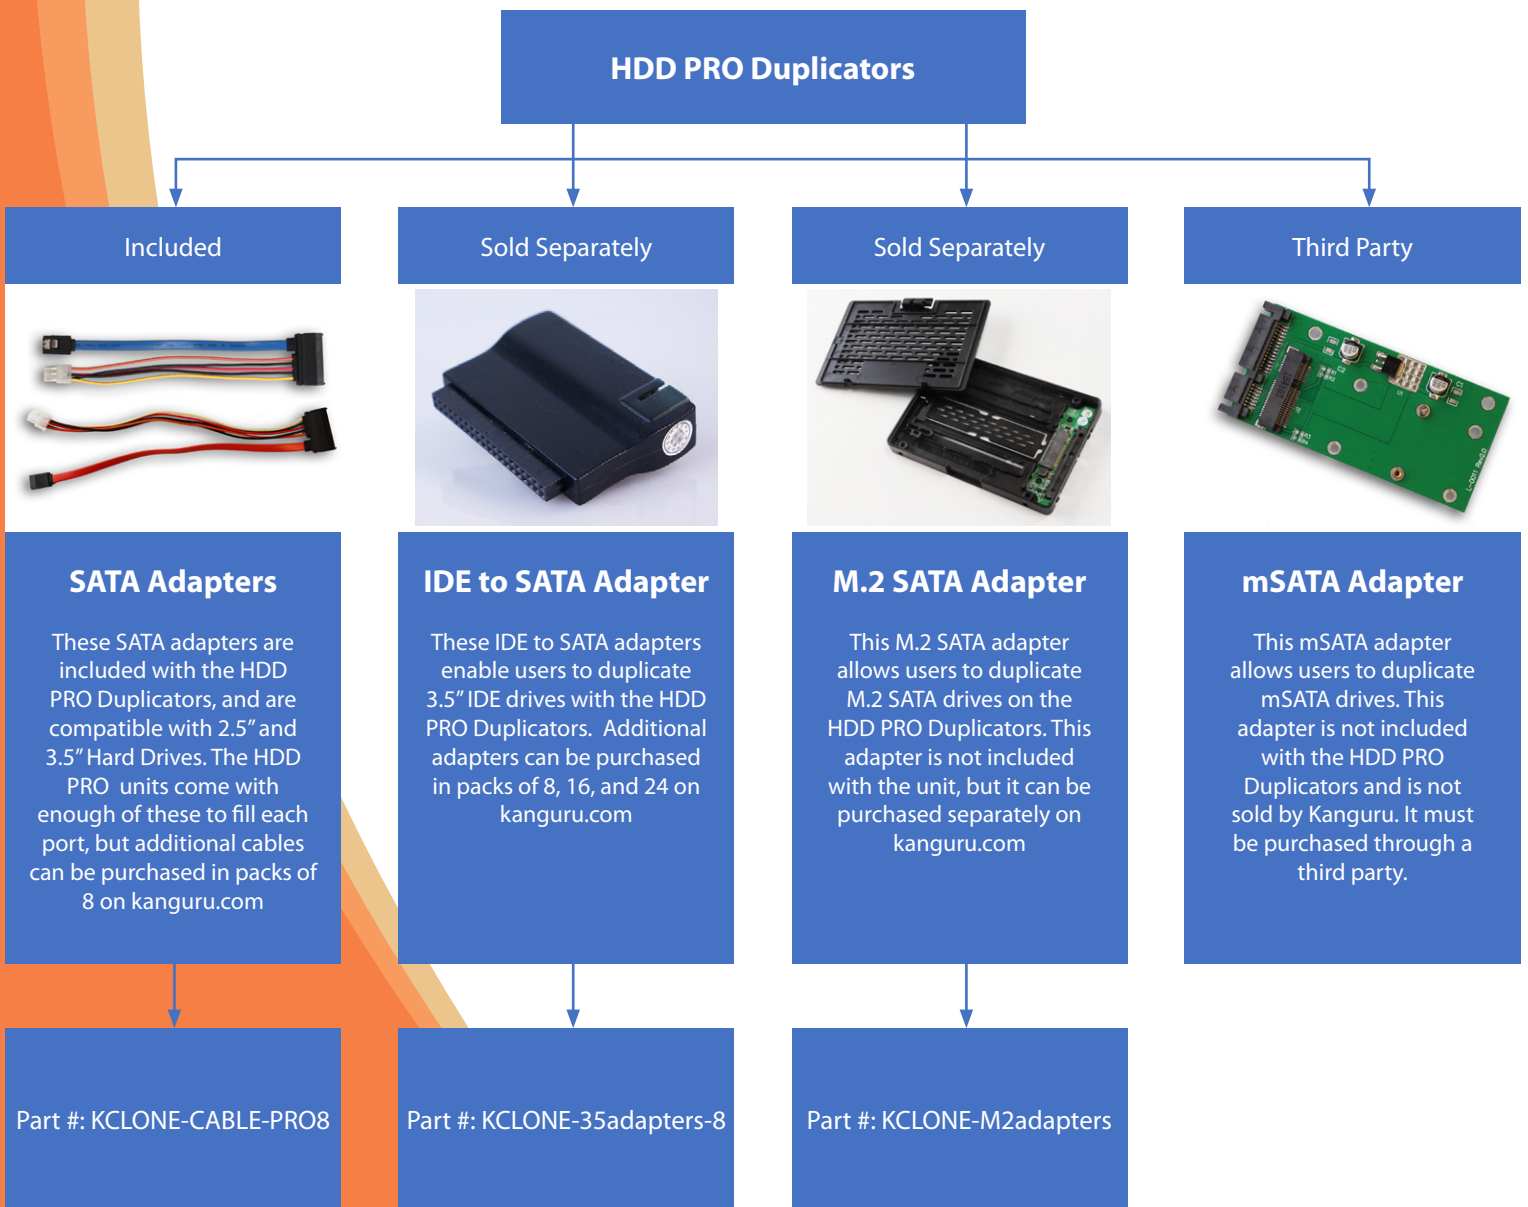 HDD PRO Duplicators
Included
Sold Separately
Sold Separately
Third Party
SATA Adapters
These SATA adapters are
included with the HDD
PRO Duplicators, and are
compatible with 2.5” and
3.5” Hard Drives. The HDD
PRO units come with
enough of these to fill each
port, but additional cables
can be purchased in packs of
8 on kanguru.com
IDE to SATA Adapter
These IDE to SATA adapters
enable users to duplicate
3.5” IDE drives with the HDD
PRO Duplicators. Additional
adapters can be purchased
in packs of 8, 16, and 24 on
kanguru.com
M.2 SATA Adapter
This M.2 SATA adapter
allows users to duplicate
M.2 SATA drives on the
HDD PRO Duplicators. This
adapter is not included
with the unit, but it can be
purchased separately on
kanguru.com
mSATA Adapter
This mSATA adapter
allows users to duplicate
mSATA drives. This
adapter is not included
with the HDD PRO
Duplicators and is not
sold by Kanguru. It must
be purchased through a
third party.
C2
C2
U1
L-0011 Rev2.0
Part #: KCLONE-CABLE-PRO8
Part #: KCLONE-35adapters-8
Part #: KCLONE-M2adapters